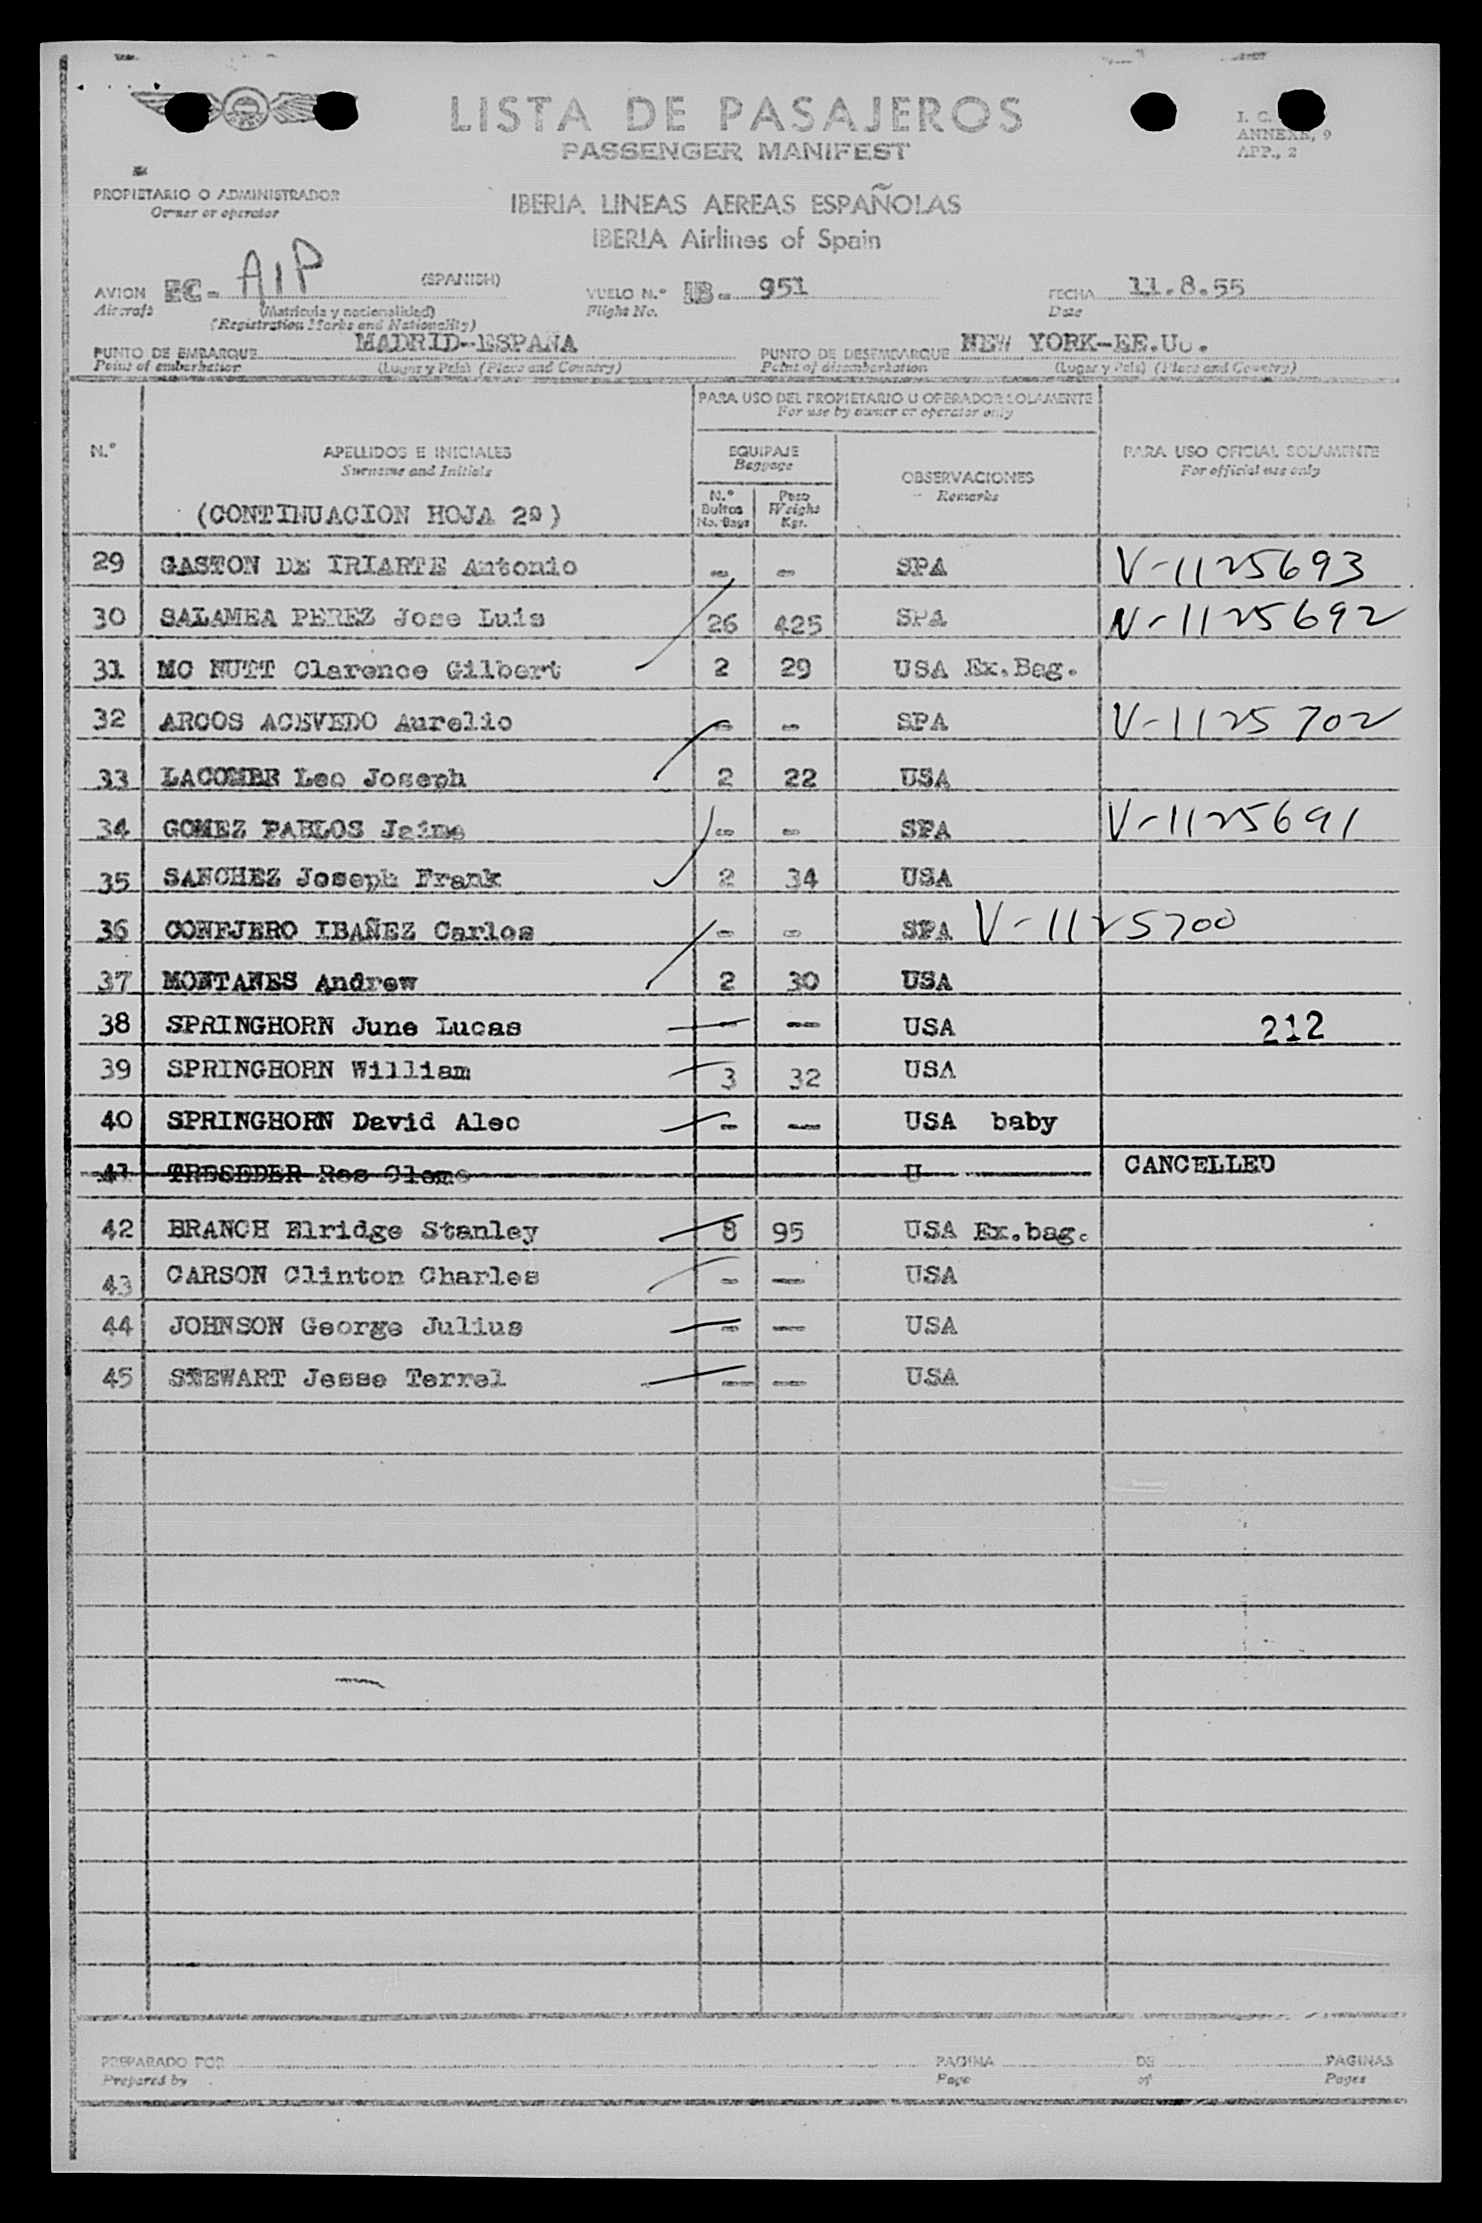 LISTA DE PASAJEROS
PASSENGER MANIFEST
I. C.
ANNEXE, 9
APP., 2
PROPIETARIO O ADMINISTRADOR
Owner or operator
IBERIA LINEAS AEREAS ESPAÑOLAS
IBERIA Airlines of Spain
AVION EC- AIP (SPANISH) VUELO N.° IB- 951 FECHA 11.8.55
Aircraft (Matricula y nacionalidad) Flight No. Date
(Registration Marks and Nationality)
PUNTO DE EMBARQUE MADRID-ESPAÑA PUNTO DE DESEMBARQUE NEW YORK-EE.UU.
Point of embarkation (Lugar y País) (Place and Country) Point of disembarkation (Lugar y País) (Place and Country)
PARA USO DEL PROPIETARIO U OPERADOR SOLAMENTE
For use by owner or operator only
N.° APELLIDOS E INICIALES EQUIPAJE OBSERVACIONES PARA USO OFICIAL SOLAMENTE
Surname and Initials Baggage Remarks For official use only
(CONTINUACION HOJA 2ª) N.° Bultos No. Bags Peso Weight Kgr.
29 GASTON DE IRIARTE Antonio - - SPA V-1125693
30 SALAMEA PEREZ Jose Luis 26 425 SPA V-1125692
31 MC NUTT Clarence Gilbert 2 29 USA Ex.Bag.
32 ARCOS ACEVEDO Aurelio - - SPA V-1125702
33 LACOMBE Leo Joseph 2 22 USA
34 GOMEZ PABLOS Jaime - - SPA V-1125691
35 SANCHEZ Joseph Frank 2 34 USA
36 CONEJERO IBAÑEZ Carlos - - SPA V-1125700
37 MONTANES Andrew 2 30 USA
38 SPRINGHORN June Lucas - - USA 212
39 SPRINGHORN William 3 32 USA
40 SPRINGHORN David Alec - - USA baby
41 TRESEDER Ros Clem U CANCELLED
42 BRANCH Elridge Stanley 8 95 USA Ex.bag.
43 CARSON Clinton Charles - - USA
44 JOHNSON George Julius - - USA
45 STEWART Jesse Terrel - - USA
PREPARADO POR PAGINA DE PAGINAS
Prepared by Page of Pages